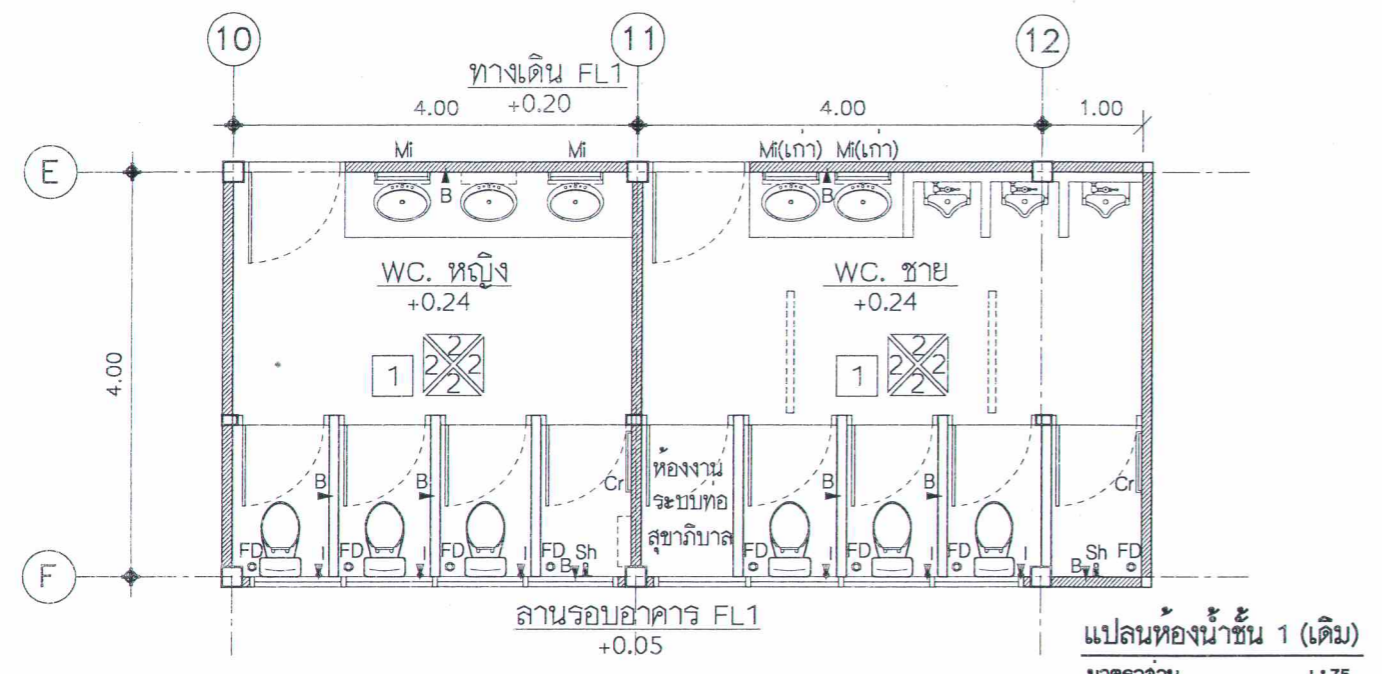 10
11
12
ทางเดิน FL1
+0.20
4.00
4.00
1.00
E
Mi
Mi
Mi(เก่า)
Mi(เก่า)
B
B
WC. หญิง
+0.24
WC. ชาย
+0.24
4.00
1
2
2 2
2
1
2
2 2
2
ห้องงาน
ระบบท่อ
สุขาภิบาล
B
B
Cr
B
B
Cr
FD
FD
FD
FD
Sh
B
FD
FD
FD
B
Sh
FD
F
ลานรอบอาคาร FL1
+0.05
แปลนห้องน้ำชั้น 1 (เดิม)